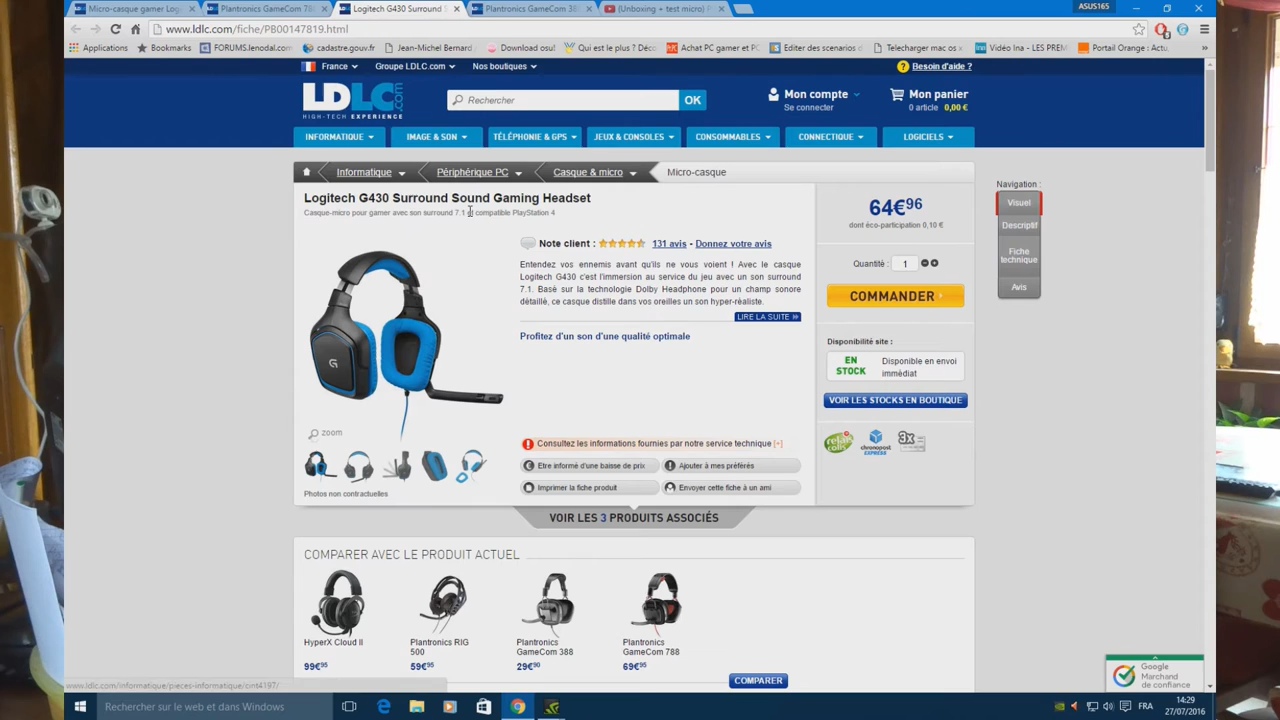 Micro-casque gamer Log
Plantronics GameCom 78
Logitech G430 Surround S
Plantronics GameCom 38
(Unboxing + test micro) P
ASUS165
www.ldlc.com/fiche/PB00147819.html
Applications
Bookmarks
FORUMS.lenodal.com
cadastre.gouv.fr
Jean-Michel Bernard
Download osu!
Qui est le plus ? Déco
Achat PC gamer et PC
Editer des scenarios d
Telecharger mac os x
Vidéo Ina - LES PREM
Portail Orange : Actu,
France
Groupe LDLC.com
Nos boutiques
? Besoin d'aide ?
LDLC.com
HIGH-TECH EXPERIENCE
Rechercher
OK
Mon compte
Se connecter
Mon panier
0 article 0,00 €
INFORMATIQUE
IMAGE & SON
TÉLÉPHONIE & GPS
JEUX & CONSOLES
CONSOMMABLES
CONNECTIQUE
LOGICIELS
Informatique
Périphérique PC
Casque & micro
Micro-casque
Logitech G430 Surround Sound Gaming Headset
Casque-micro pour gamer avec son surround 7.1 et compatible PlayStation 4
Note client :
131 avis - Donnez votre avis
Entendez vos ennemis avant qu'ils ne vous voient ! Avec le casque
Logitech G430 c'est l'immersion au service du jeu avec un son surround
7.1. Basé sur la technologie Dolby Headphone pour un champ sonore
détaillé, ce casque distille dans vos oreilles un son hyper-réaliste.
LIRE LA SUITE »
Profitez d'un son d'une qualité optimale
zoom
Photos non contractuelles
Consultez les informations fournies par notre service technique [+]
Etre informé d'une baisse de prix
Ajouter à mes préférés
Imprimer la fiche produit
Envoyer cette fiche à un ami
64€96
dont éco-participation 0,10 €
Quantité :
1
COMMANDER
Disponibilité site :
EN
STOCK
Disponible en envoi
immédiat
VOIR LES STOCKS EN BOUTIQUE
relais
colis
chronopost
EXPRESS
3x
Navigation :
Visuel
Descriptif
Fiche
technique
Avis
VOIR LES 3 PRODUITS ASSOCIÉS
COMPARER AVEC LE PRODUIT ACTUEL
HyperX Cloud II
99€95
Plantronics RIG
500
59€95
Plantronics
GameCom 388
29€90
Plantronics
GameCom 788
69€95
COMPARER
Google
Marchand
de confiance
www.ldlc.com/informatique/pieces-informatique/cint4197/
Rechercher sur le web et dans Windows
FRA
14:29
27/07/2016